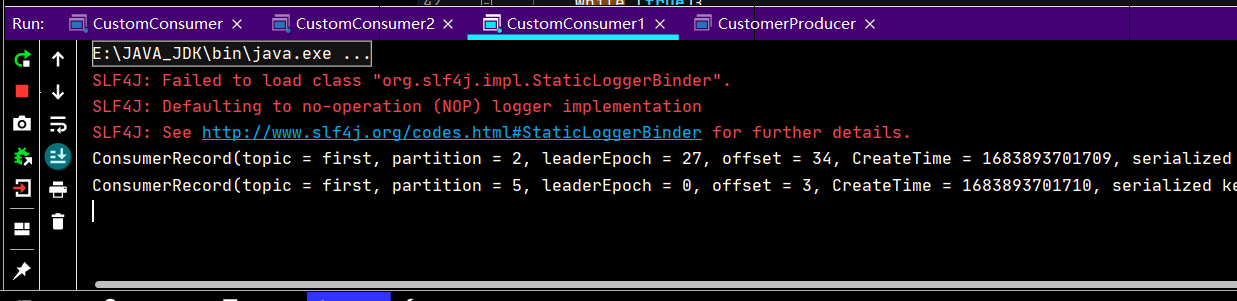 42 while (true){
Run: CustomConsumer × CustomConsumer2 × CustomConsumer1 × CustomerProducer ×
E:\JAVA_JDK\bin\java.exe ...
SLF4J: Failed to load class "org.slf4j.impl.StaticLoggerBinder".
SLF4J: Defaulting to no-operation (NOP) logger implementation
SLF4J: See http://www.slf4j.org/codes.html#StaticLoggerBinder for further details.
ConsumerRecord(topic = first, partition = 2, leaderEpoch = 27, offset = 34, CreateTime = 1683893701709, serialized
ConsumerRecord(topic = first, partition = 5, leaderEpoch = 0, offset = 3, CreateTime = 1683893701710, serialized ke